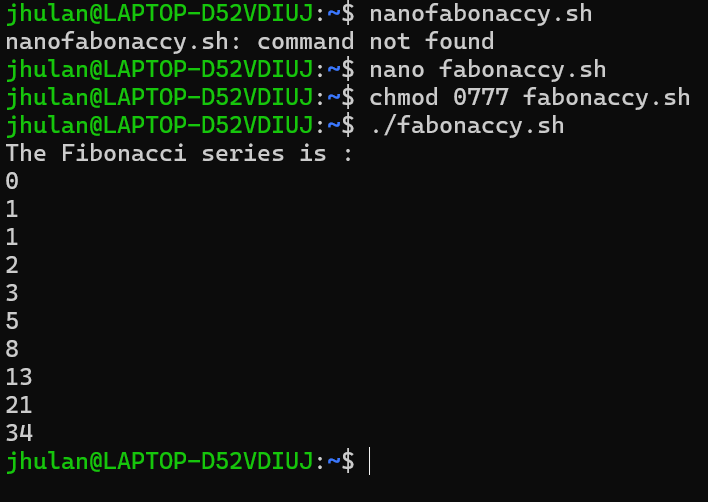 jhulan@LAPTOP-D52VDIUJ:~$ nanofabonaccy.sh
nanofabonaccy.sh: command not found
jhulan@LAPTOP-D52VDIUJ:~$ nano fabonaccy.sh
jhulan@LAPTOP-D52VDIUJ:~$ chmod 0777 fabonaccy.sh
jhulan@LAPTOP-D52VDIUJ:~$ ./fabonaccy.sh
The Fibonacci series is :
0
1
1
2
3
5
8
13
21
34
jhulan@LAPTOP-D52VDIUJ:~$